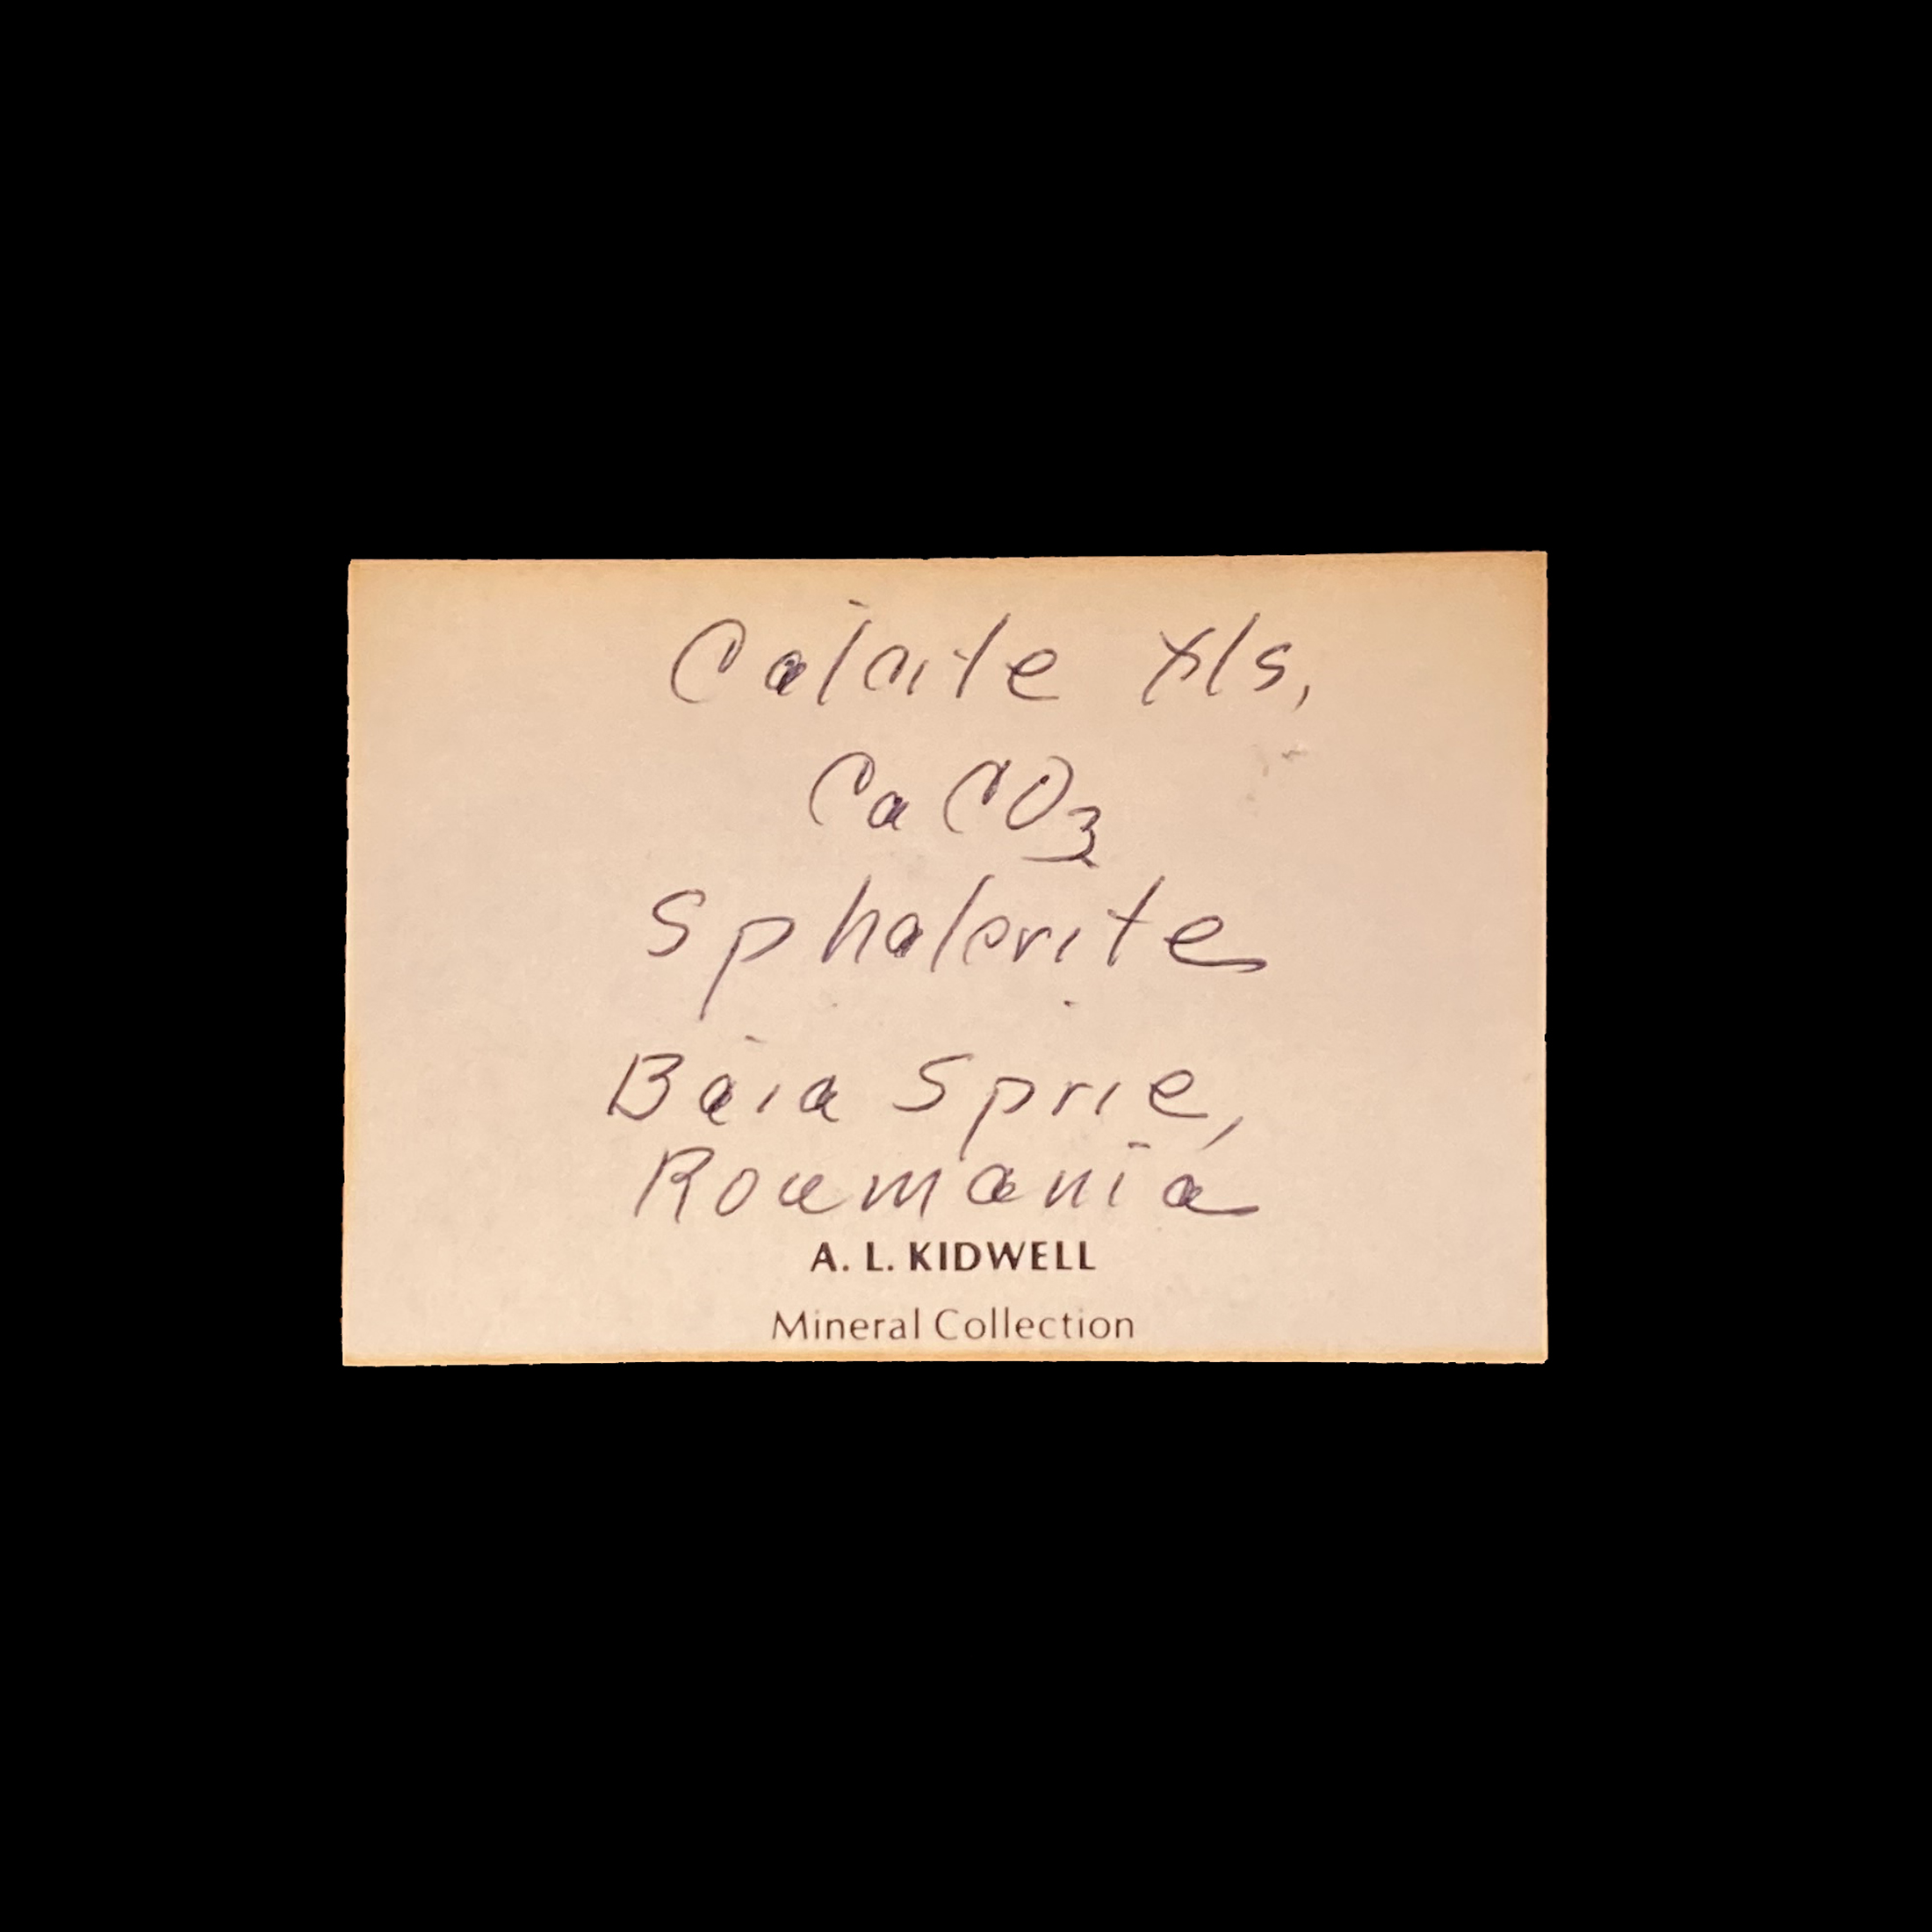 Calcite xls,
CaCO₃
Sphalerite
Baia Sprie,
Roumania
A. L. KIDWELL
Mineral Collection